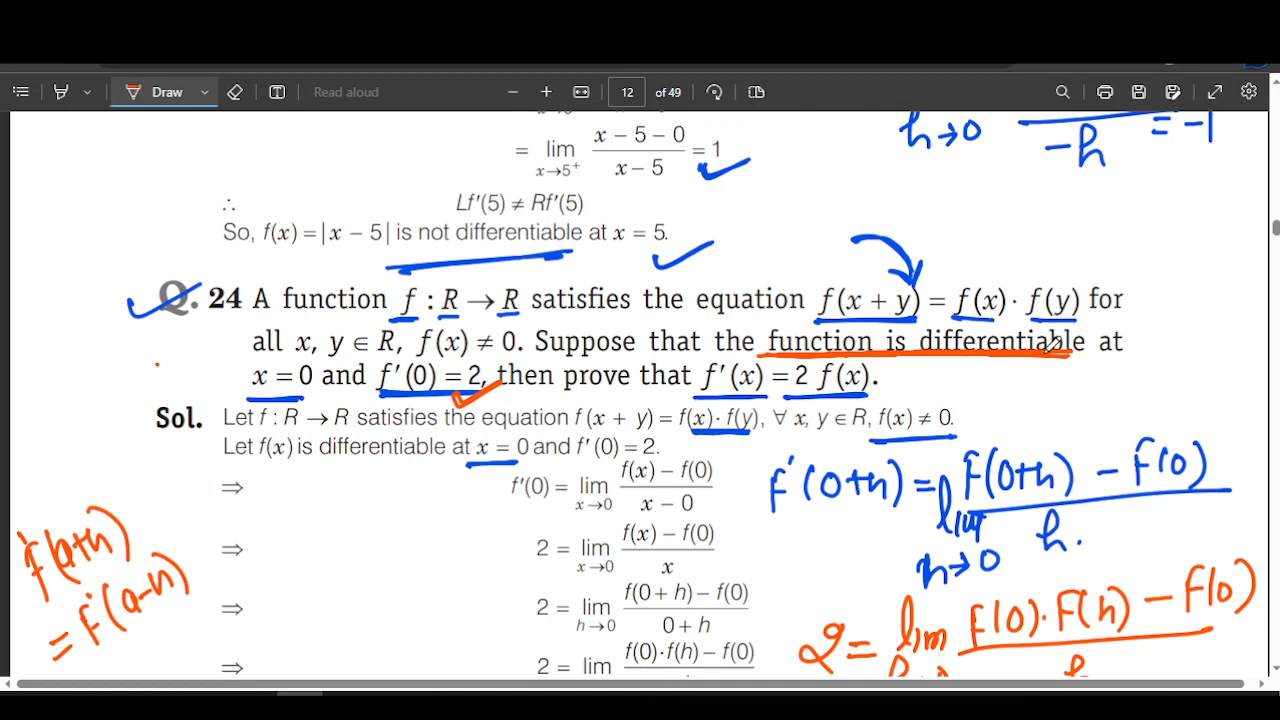 Draw
Read aloud
12 of 49
= lim x→5⁺ (x − 5 − 0)/(x − 5) = 1
h→0
−h
= −1
∴ Lf′(5) ≠ Rf′(5)
So, f(x) = |x − 5| is not differentiable at x = 5.
Q. 24 A function f : R → R satisfies the equation f(x + y) = f(x) · f(y) for
all x, y ∈ R, f(x) ≠ 0. Suppose that the function is differentiable at
x = 0 and f′(0) = 2, then prove that f′(x) = 2 f(x).
Sol. Let f : R → R satisfies the equation f(x + y) = f(x) · f(y), ∀ x, y ∈ R, f(x) ≠ 0.
Let f(x) is differentiable at x = 0 and f′(0) = 2.
⇒ f′(0) = lim x→0 (f(x) − f(0))/(x − 0)
⇒ 2 = lim x→0 (f(x) − f(0))/x
⇒ 2 = lim h→0 (f(0 + h) − f(0))/(0 + h)
⇒ 2 = lim f(0)·f(h) − f(0)
f′(0+h) = lim h→0 (f(0+h) − f(0))/h.
2 = lim f(0)·f(h) − f(0)
f′(a+h)
= f′(a−h)